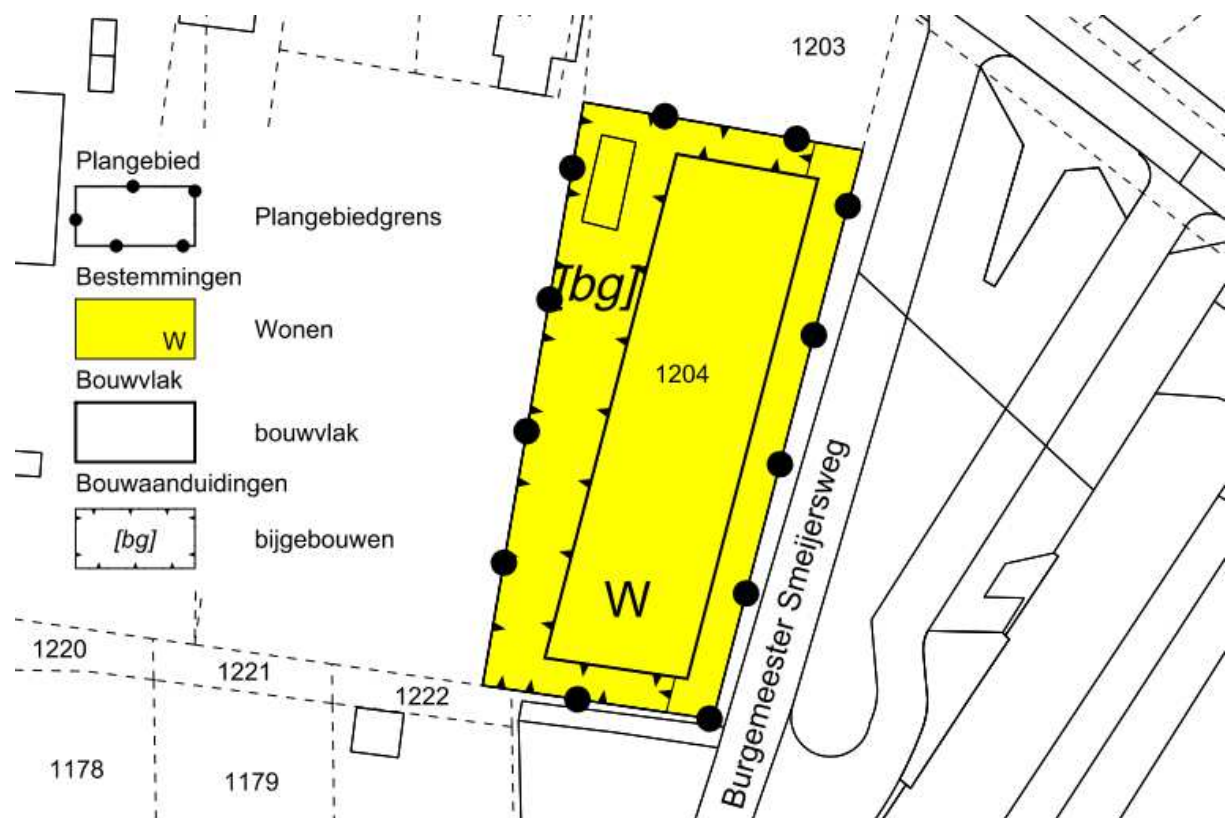 1203
Plangebied
Plangebiedgrens
Bestemmingen
W
Wonen
Bouwvlak
bouwvlak
Bouwaanduidingen
[bg]
bijgebouwen
[bg]
1204
W
Burgemeester Smeijersweg
1220
1221
1222
1178
1179